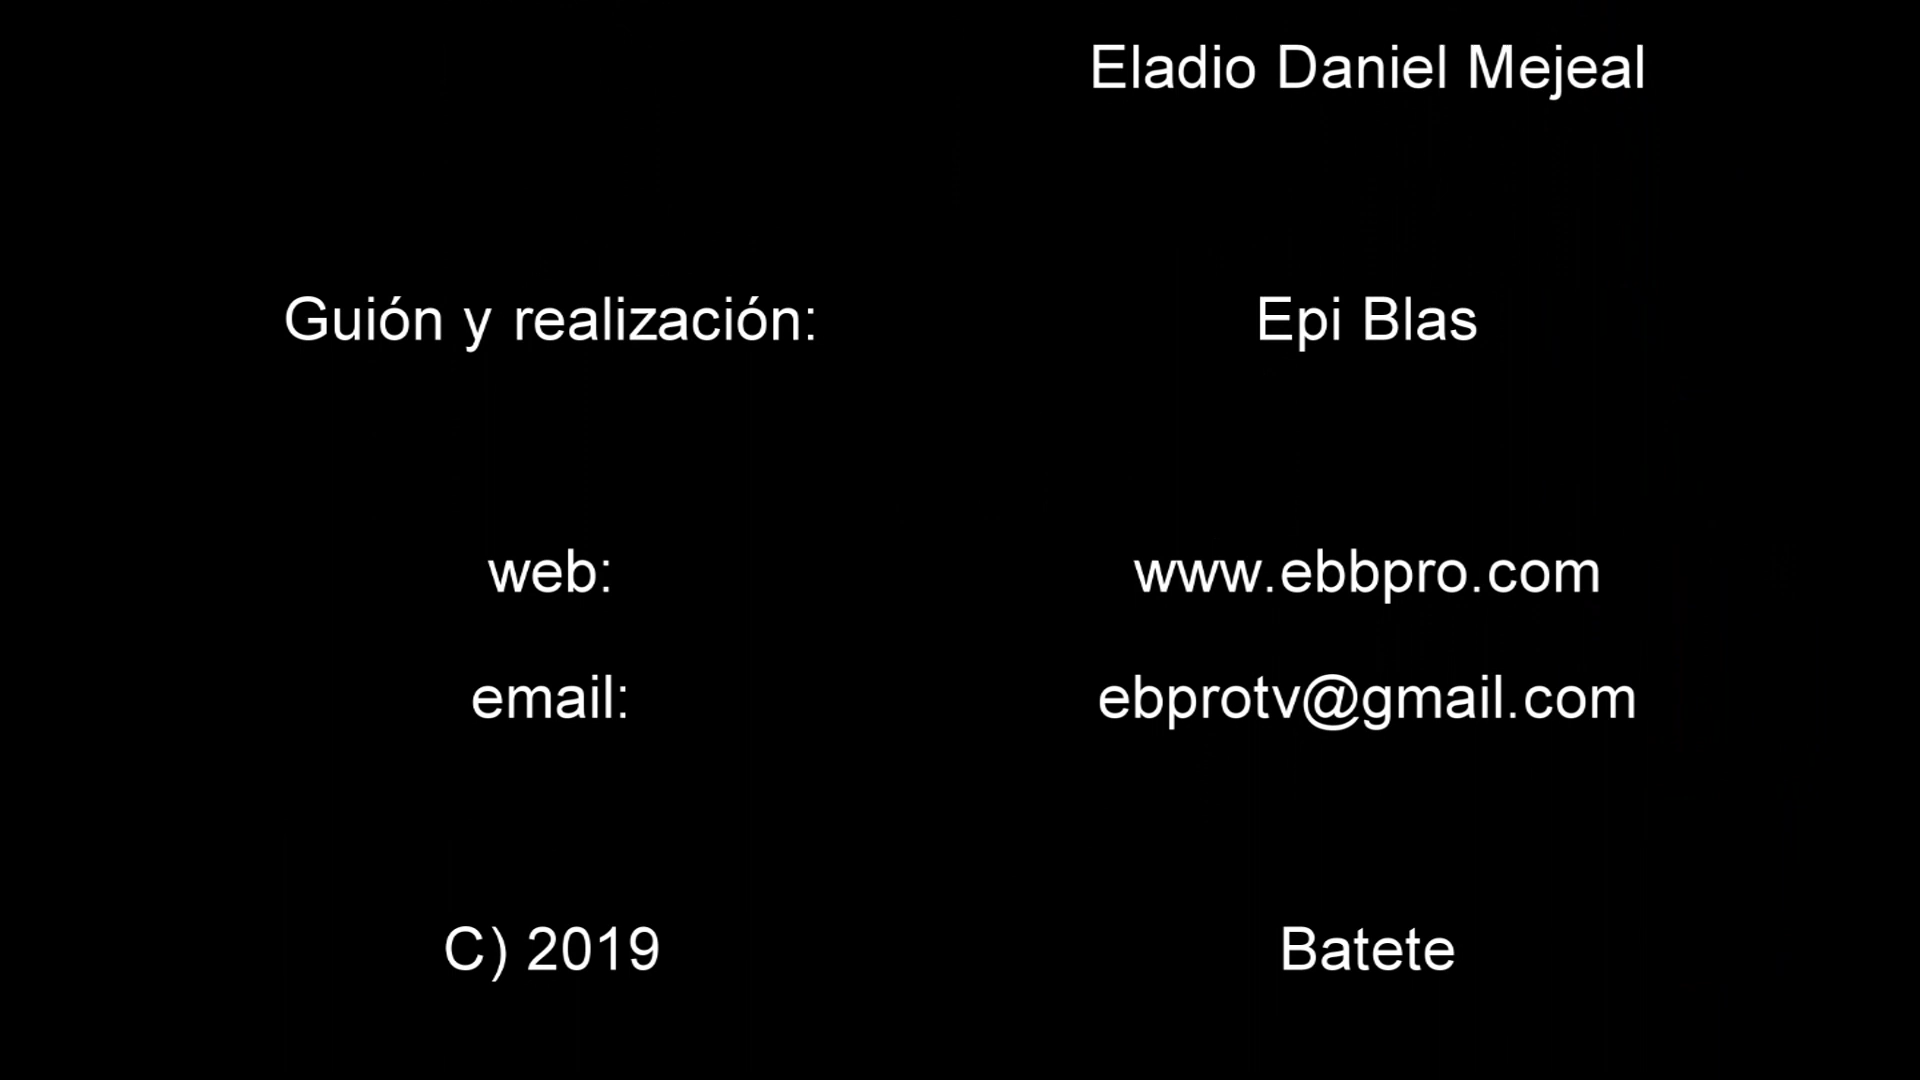 Eladio Daniel Mejeal
Guión y realización: Epi Blas
web: www.ebbpro.com
email: ebprotv@gmail.com
C) 2019 Batete